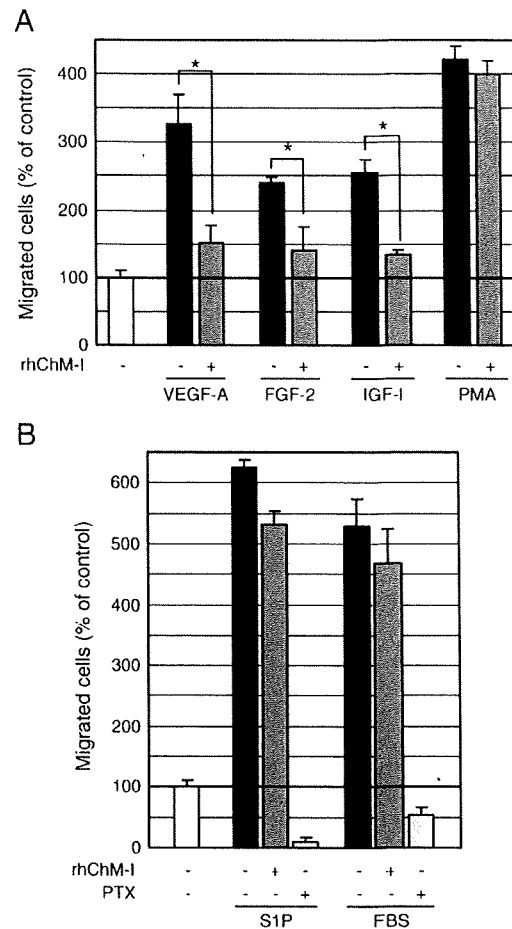 A
Migrated cells (% of control)
400
300
200
100
0
*
*
*
rhChM-I - - + - + - + - +
VEGF-A FGF-2 IGF-I PMA
B
Migrated cells (% of control)
600
500
400
300
200
100
0
rhChM-I - - + - - + -
PTX - - - + - - +
S1P FBS